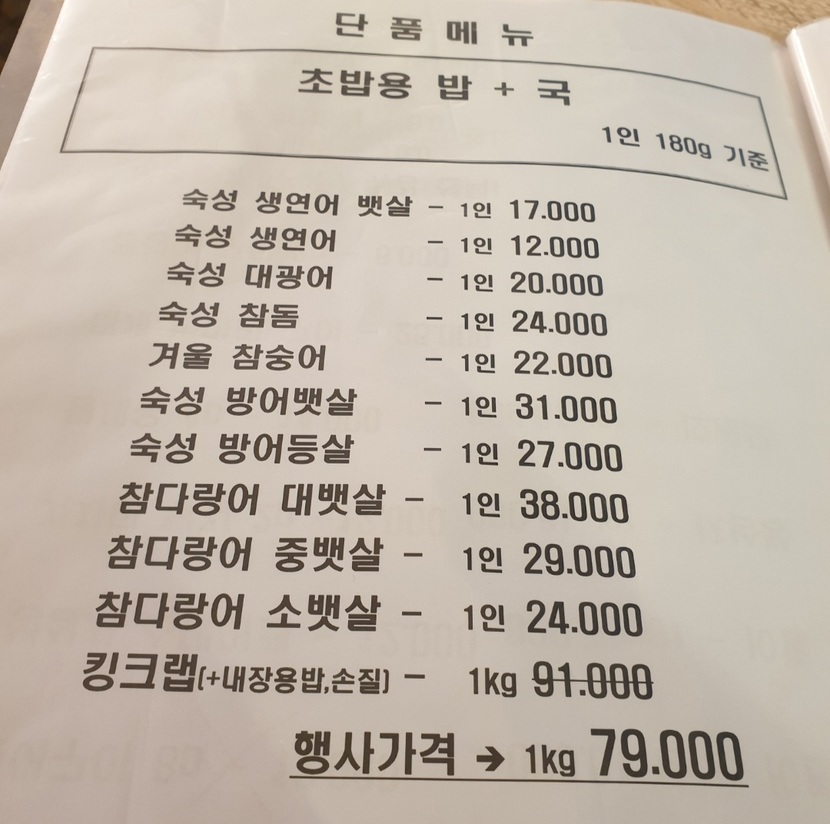 단품메뉴
초밥용 밥 + 국
1인 180g 기준
숙성 생연어 뱃살 - 1인 17.000
숙성 생연어 - 1인 12.000
숙성 대광어 - 1인 20.000
숙성 참돔 - 1인 24.000
겨울 참숭어 - 1인 22.000
숙성 방어뱃살 - 1인 31.000
숙성 방어등살 - 1인 27.000
참다랑어 대뱃살 - 1인 38.000
참다랑어 중뱃살 - 1인 29.000
참다랑어 소뱃살 - 1인 24.000
킹크랩(+내장용밥,손질) - 1kg 91.000
행사가격 → 1kg 79.000